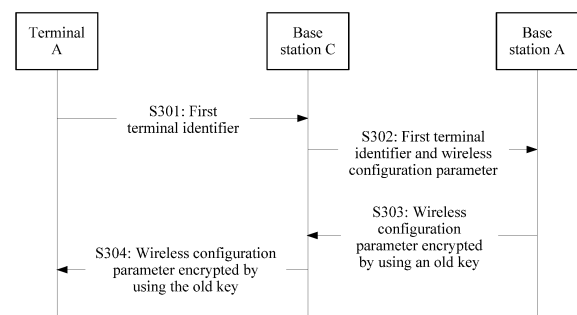 Terminal
A
Base
station C
Base
station A
S301: First
terminal identifier
S302: First terminal
identifier and wireless
configuration parameter
S303: Wireless
configuration
parameter encrypted
by using an old key
S304: Wireless configuration
parameter encrypted by
using the old key